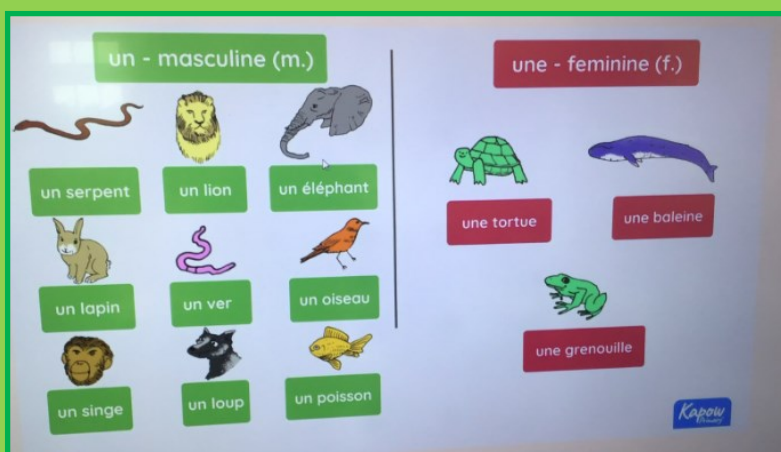 un - masculine (m.)
une - feminine (f.)
un serpent
un lion
un éléphant
un lapin
un ver
un oiseau
un singe
un loup
un poisson
une tortue
une baleine
une grenouille
Kapow
Primary